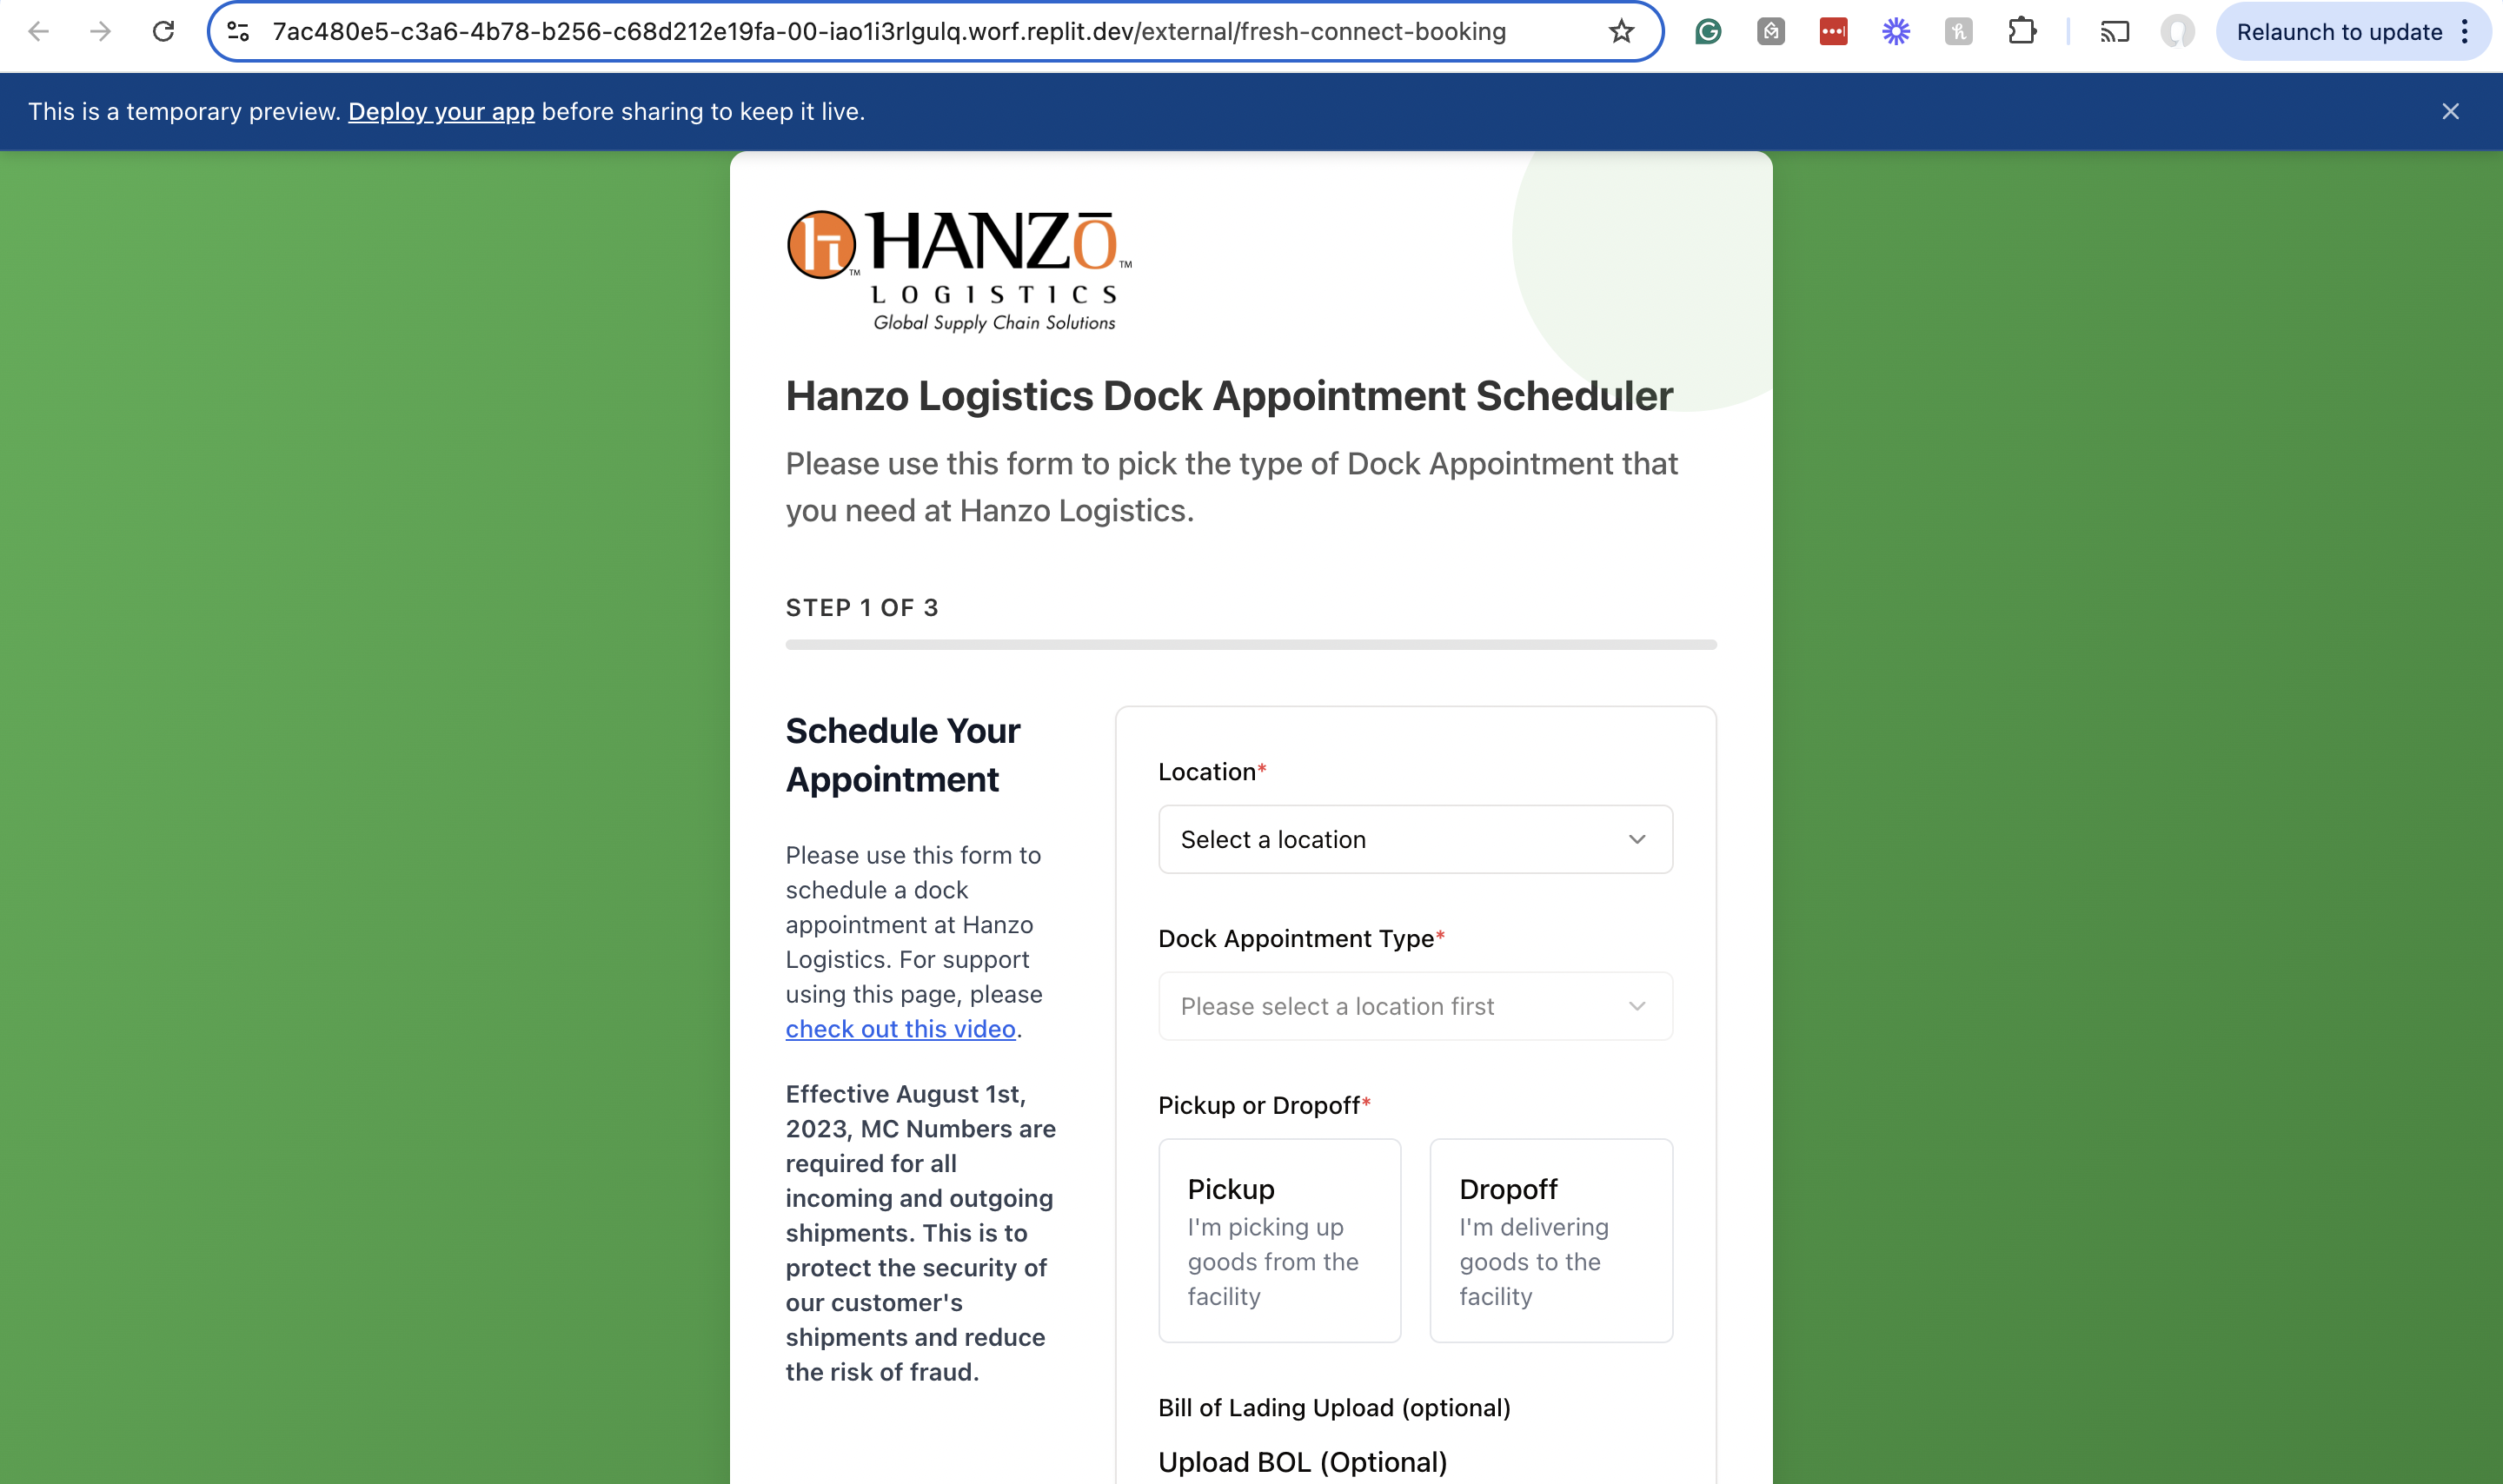 7ac480e5-c3a6-4b78-b256-c68d212e19fa-00-iao1i3rlgulq.worf.replit.dev/external/fresh-connect-booking
Relaunch to update
This is a temporary preview. Deploy your app before sharing to keep it live.
HANZŌ™
LOGISTICS
Global Supply Chain Solutions
Hanzo Logistics Dock Appointment Scheduler
Please use this form to pick the type of Dock Appointment that
you need at Hanzo Logistics.
STEP 1 OF 3
Schedule Your
Appointment
Please use this form to
schedule a dock
appointment at Hanzo
Logistics. For support
using this page, please
check out this video.
Effective August 1st,
2023, MC Numbers are
required for all
incoming and outgoing
shipments. This is to
protect the security of
our customer's
shipments and reduce
the risk of fraud.
Location*
Select a location
Dock Appointment Type*
Please select a location first
Pickup or Dropoff*
Pickup
I'm picking up
goods from the
facility
Dropoff
I'm delivering
goods to the
facility
Bill of Lading Upload (optional)
Upload BOL (Optional)